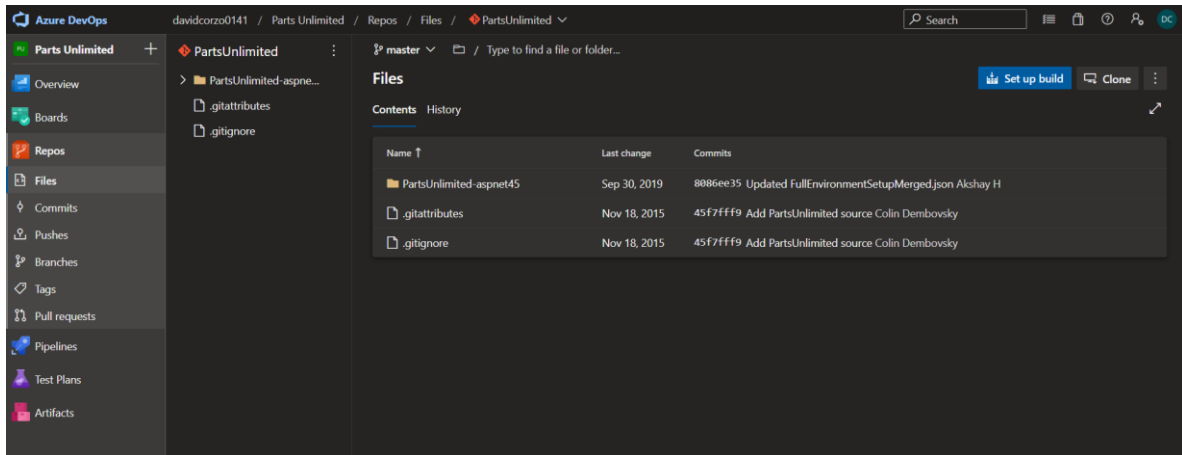 Azure DevOps
davidcorzo0141 / Parts Unlimited / Repos / Files / PartsUnlimited
Search
DC
PU Parts Unlimited
Overview
Boards
Repos
Files
Commits
Pushes
Branches
Tags
Pull requests
Pipelines
Test Plans
Artifacts
PartsUnlimited
PartsUnlimited-aspne...
.gitattributes
.gitignore
master / Type to find a file or folder...
Files
Set up build
Clone
Contents History
Name ↑ Last change Commits
PartsUnlimited-aspnet45 Sep 30, 2019 8086ee35 Updated FullEnvironmentSetupMerged.json Akshay H
.gitattributes Nov 18, 2015 45f7fff9 Add PartsUnlimited source Colin Dembovsky
.gitignore Nov 18, 2015 45f7fff9 Add PartsUnlimited source Colin Dembovsky